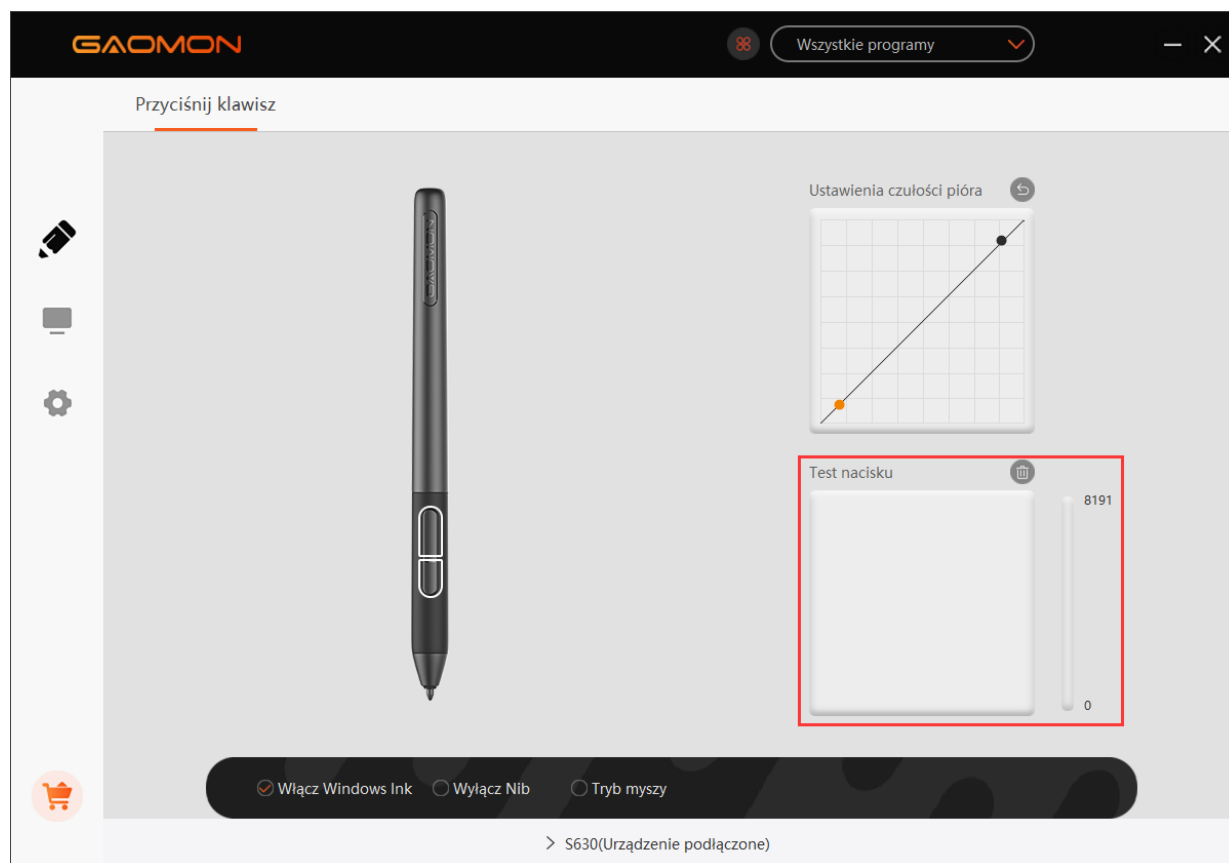 GAOMON
Wszystkie programy
Przyciśnij klawisz
GAOMON
Ustawienia czułości pióra
Test nacisku
8191
0
Włącz Windows Ink
Wyłącz Nib
Tryb myszy
S630(Urządzenie podłączone)